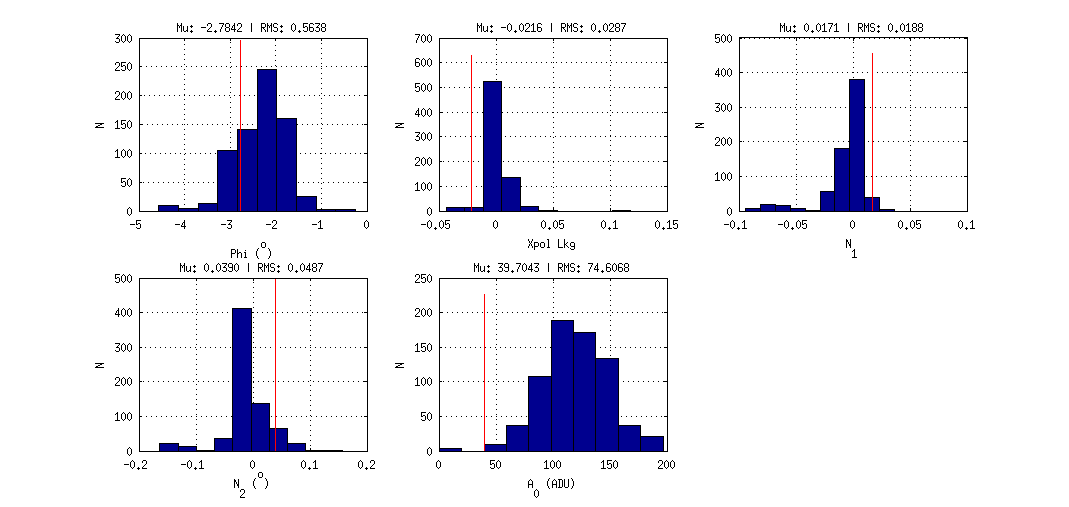 Mu: -2.7842 | RMS: 0.5638
300
250
200
150
100
50
0
N
-5 -4 -3 -2 -1 0
Phi (o)
Mu: -0.0216 | RMS: 0.0287
700
600
500
400
300
200
100
0
N
-0.05 0 0.05 0.1 0.15
Xpol Lkg
Mu: 0.0171 | RMS: 0.0188
500
400
300
200
100
0
N
-0.1 -0.05 0 0.05 0.1
N1
Mu: 0.0390 | RMS: 0.0487
500
400
300
200
100
0
N
-0.2 -0.1 0 0.1 0.2
N2 (o)
Mu: 39.7043 | RMS: 74.6068
250
200
150
100
50
0
N
0 50 100 150 200
A0 (ADU)